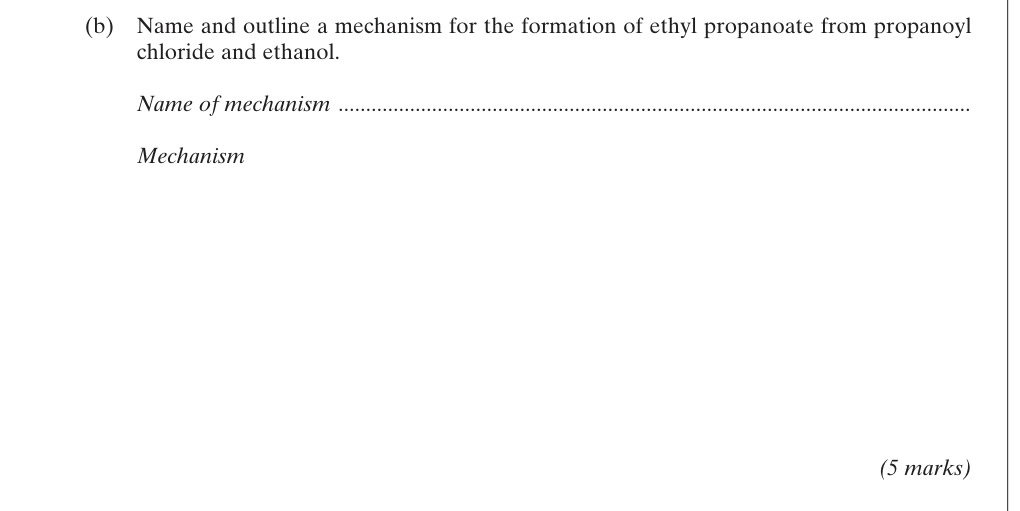 (b) Name and outline a mechanism for the formation of ethyl propanoate from propanoyl
chloride and ethanol.
Name of mechanism ....................................................................................................................
Mechanism
(5 marks)